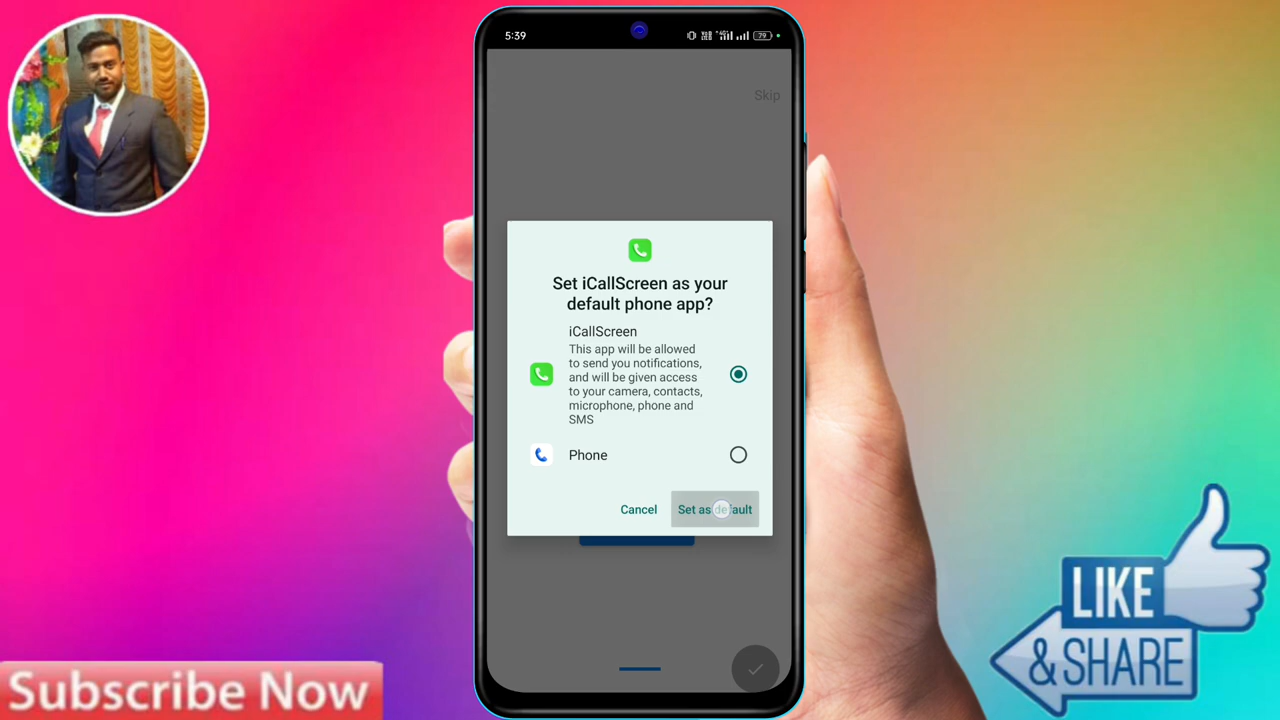 5:39
79
Skip
Set iCallScreen as your
default phone app?
iCallScreen
This app will be allowed
to send you notifications,
and will be given access
to your camera, contacts,
microphone, phone and
SMS
Phone
Cancel
Set as default
LIKE
& SHARE
Subscribe Now